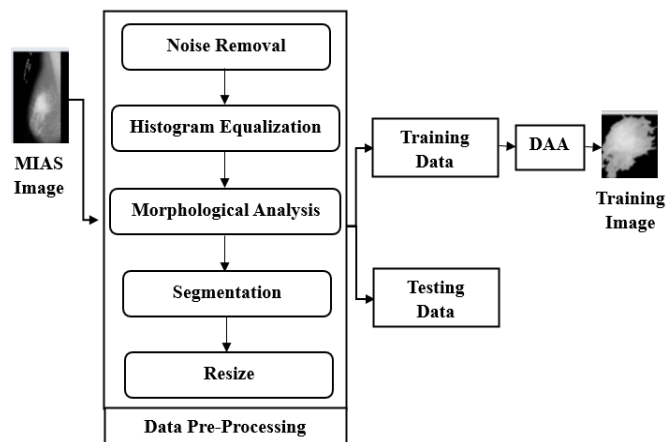 MIAS
Image
Noise Removal
Histogram Equalization
Morphological Analysis
Segmentation
Resize
Data Pre-Processing
Training
Data
DAA
Training
Image
Testing
Data